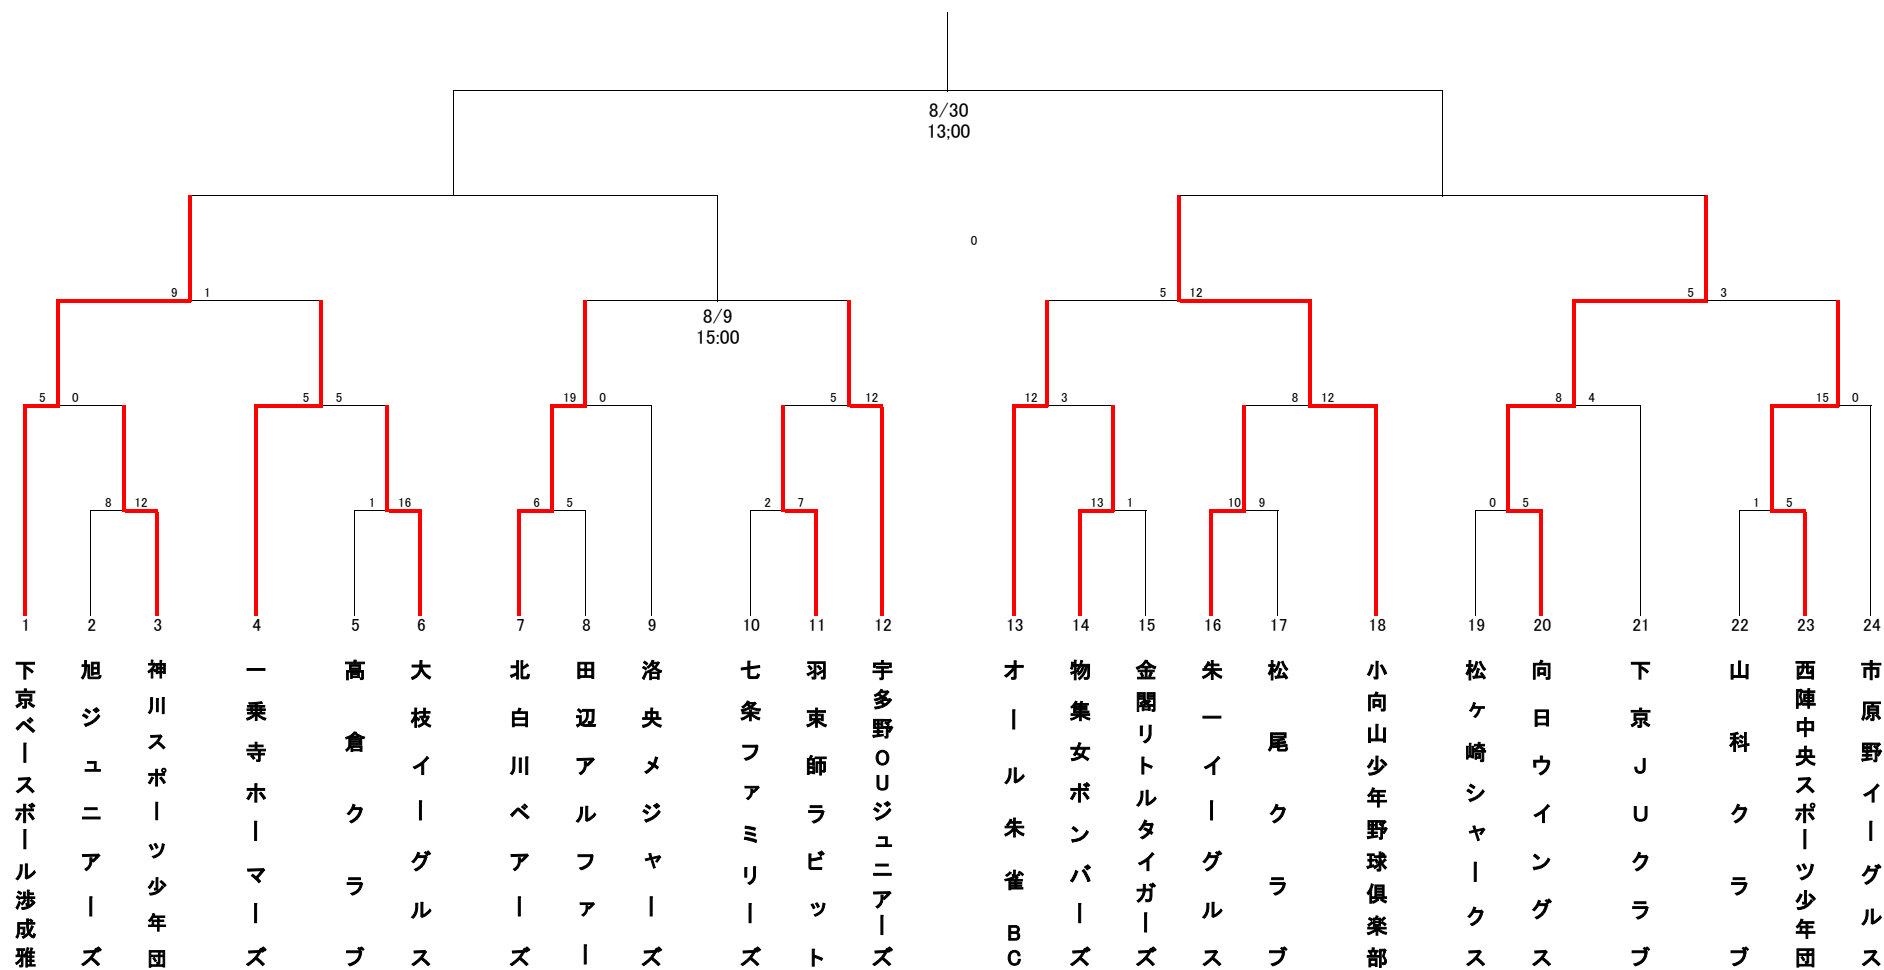 8/30
13;00
0
9 1
5 12
5 3
8/9
15:00
5 0
5 5
19 0
5 12
12 3
8 12
8 4
15 0
8 12
1 16
6 5
2 7
13 1
10 9
0 5
1 5
1 2 3 4 5 6 7 8 9 10 11 12 13 14 15 16 17 18 19 20 21 22 23 24
下京ベースボール渉成雅
旭ジュニアーズ
神川スポーツ少年団
一乗寺ホーマーズ
高倉クラブ
大枝イーグルス
北白川ベアーズ
田辺アルファー
洛央メジャーズ
七条ファミリーズ
羽束師ラビット
宇多野OUジュニアーズ
オール朱雀BC
物集女ボンバーズ
金閣リトルタイガーズ
朱一イーグルス
松尾クラブ
小向山少年野球倶楽部
松ヶ崎シャークス
向日ウイングス
下京JUクラブ
山科クラブ
西陣中央スポーツ少年団
市原野イーグルス